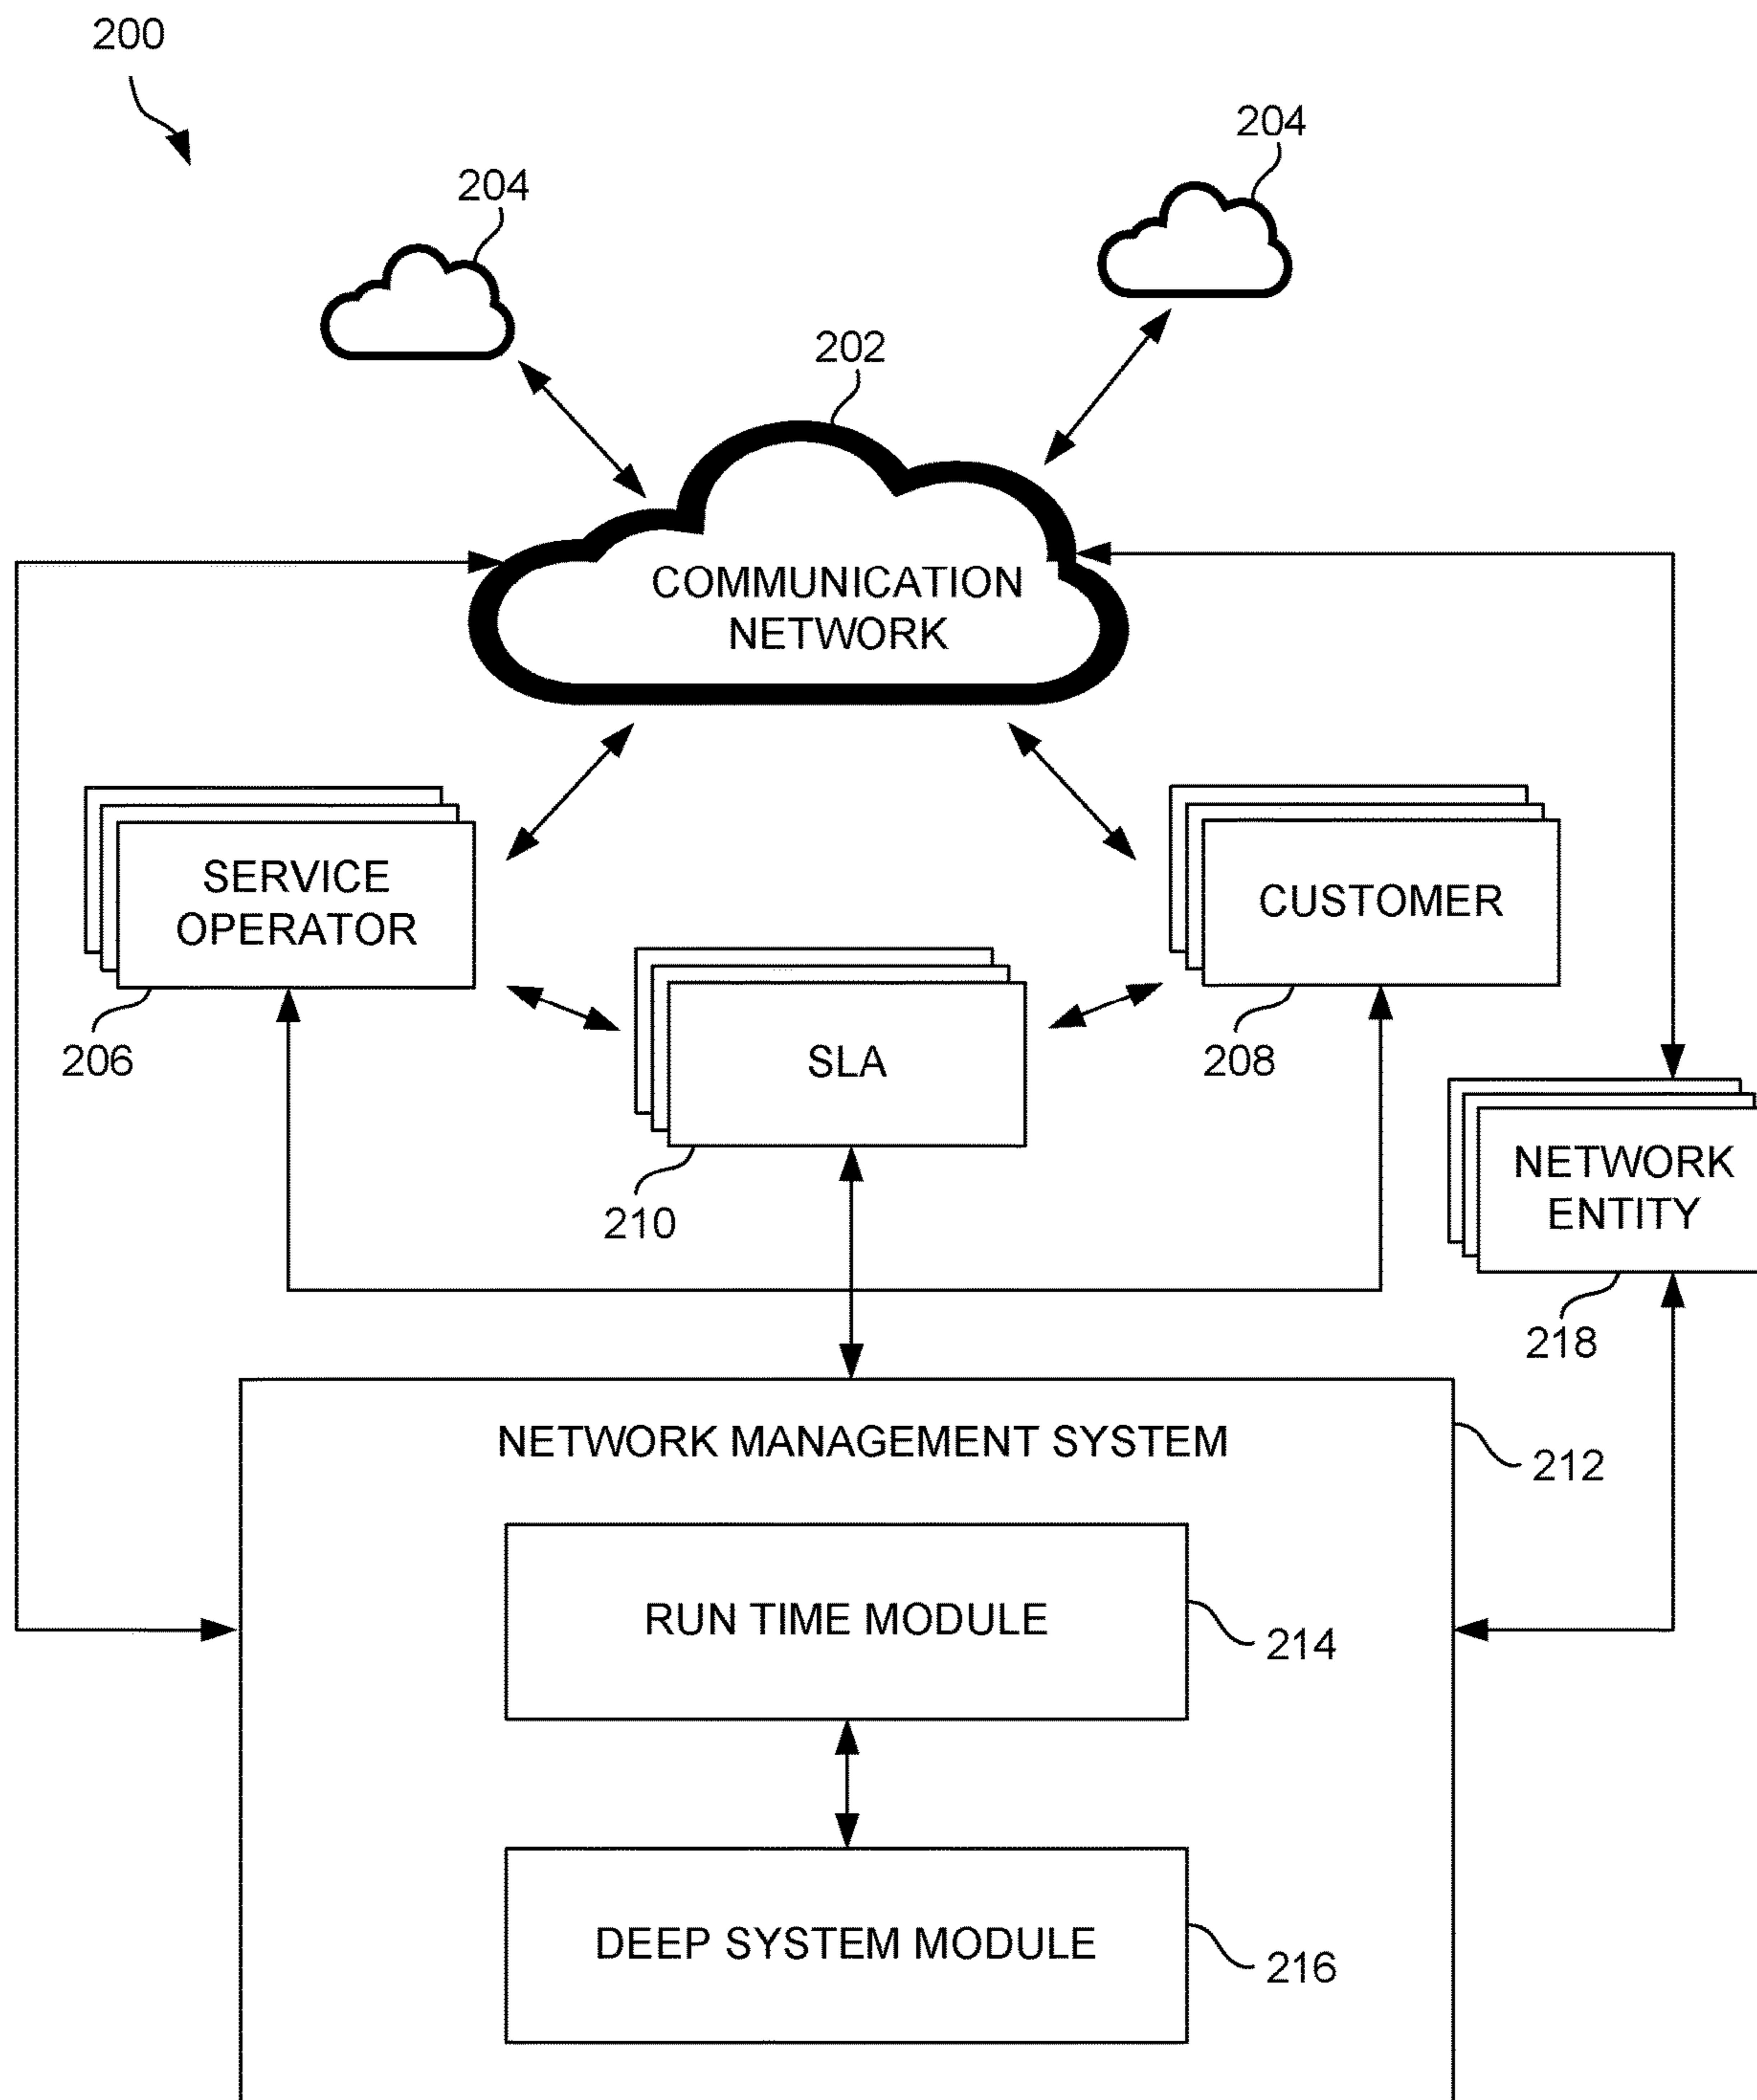 200
204
204
202
COMMUNICATION
NETWORK
SERVICE
OPERATOR
CUSTOMER
206
SLA
208
210
NETWORK
ENTITY
218
NETWORK MANAGEMENT SYSTEM
212
RUN TIME MODULE
214
DEEP SYSTEM MODULE
216